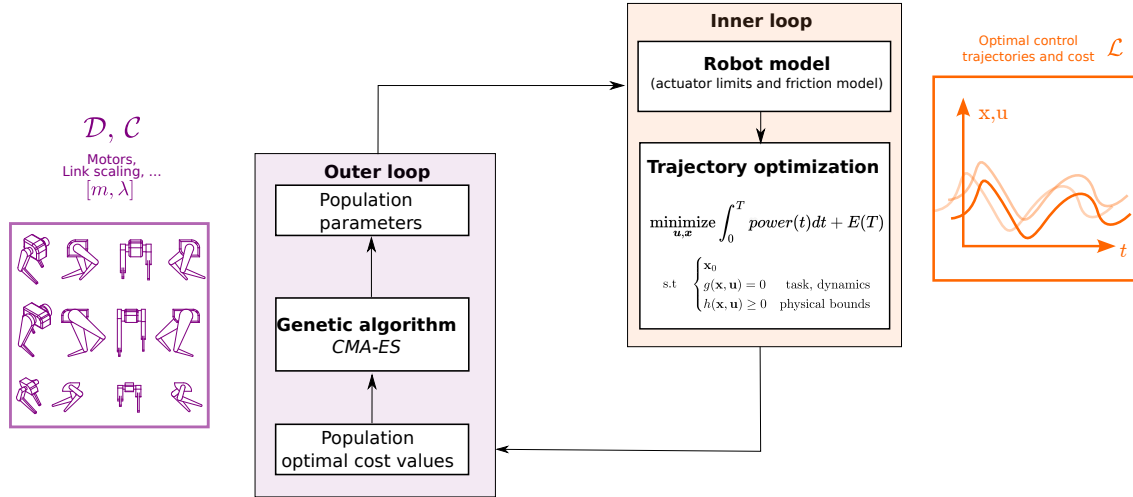 𝒟, 𝒞
Motors,
Link scaling, ...
[m, λ]
Outer loop
Population
parameters
Genetic algorithm
CMA-ES
Population
optimal cost values
Inner loop
Robot model
(actuator limits and friction model)
Trajectory optimization
minimize ∫₀ᵀ power(t)dt + E(T)
u,x
s.t
x₀
g(x, u) = 0 task, dynamics
h(x, u) ≥ 0 physical bounds
Optimal control
trajectories and cost ℒ
x,u
t